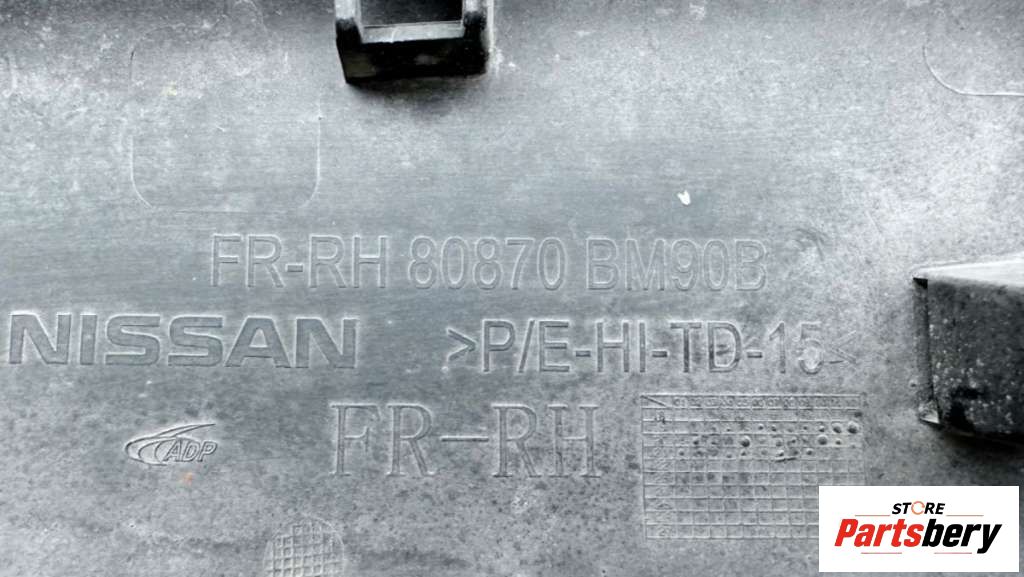 FR-RH 80870 BM90B
NISSAN >P/E-HI-TD-15<
ADP FR-RH
STORE
Partsbery